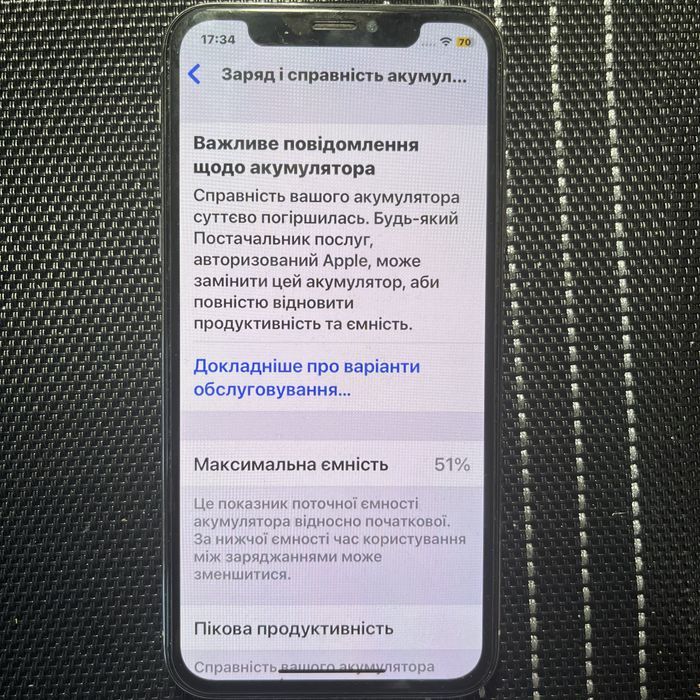 17:34
70
Заряд і справність акумул...
Важливе повідомлення
щодо акумулятора
Справність вашого акумулятора
суттєво погіршилась. Будь-який
Постачальник послуг,
авторизований Apple, може
замінити цей акумулятор, аби
повністю відновити
продуктивність та ємність.
Докладніше про варіанти
обслуговування...
Максимальна ємність 51%
Це показник поточної ємності
акумулятора відносно початкової.
За нижчої ємності час користування
між заряджаннями може
зменшитися.
Пікова продуктивність
Справність вашого акумулятора